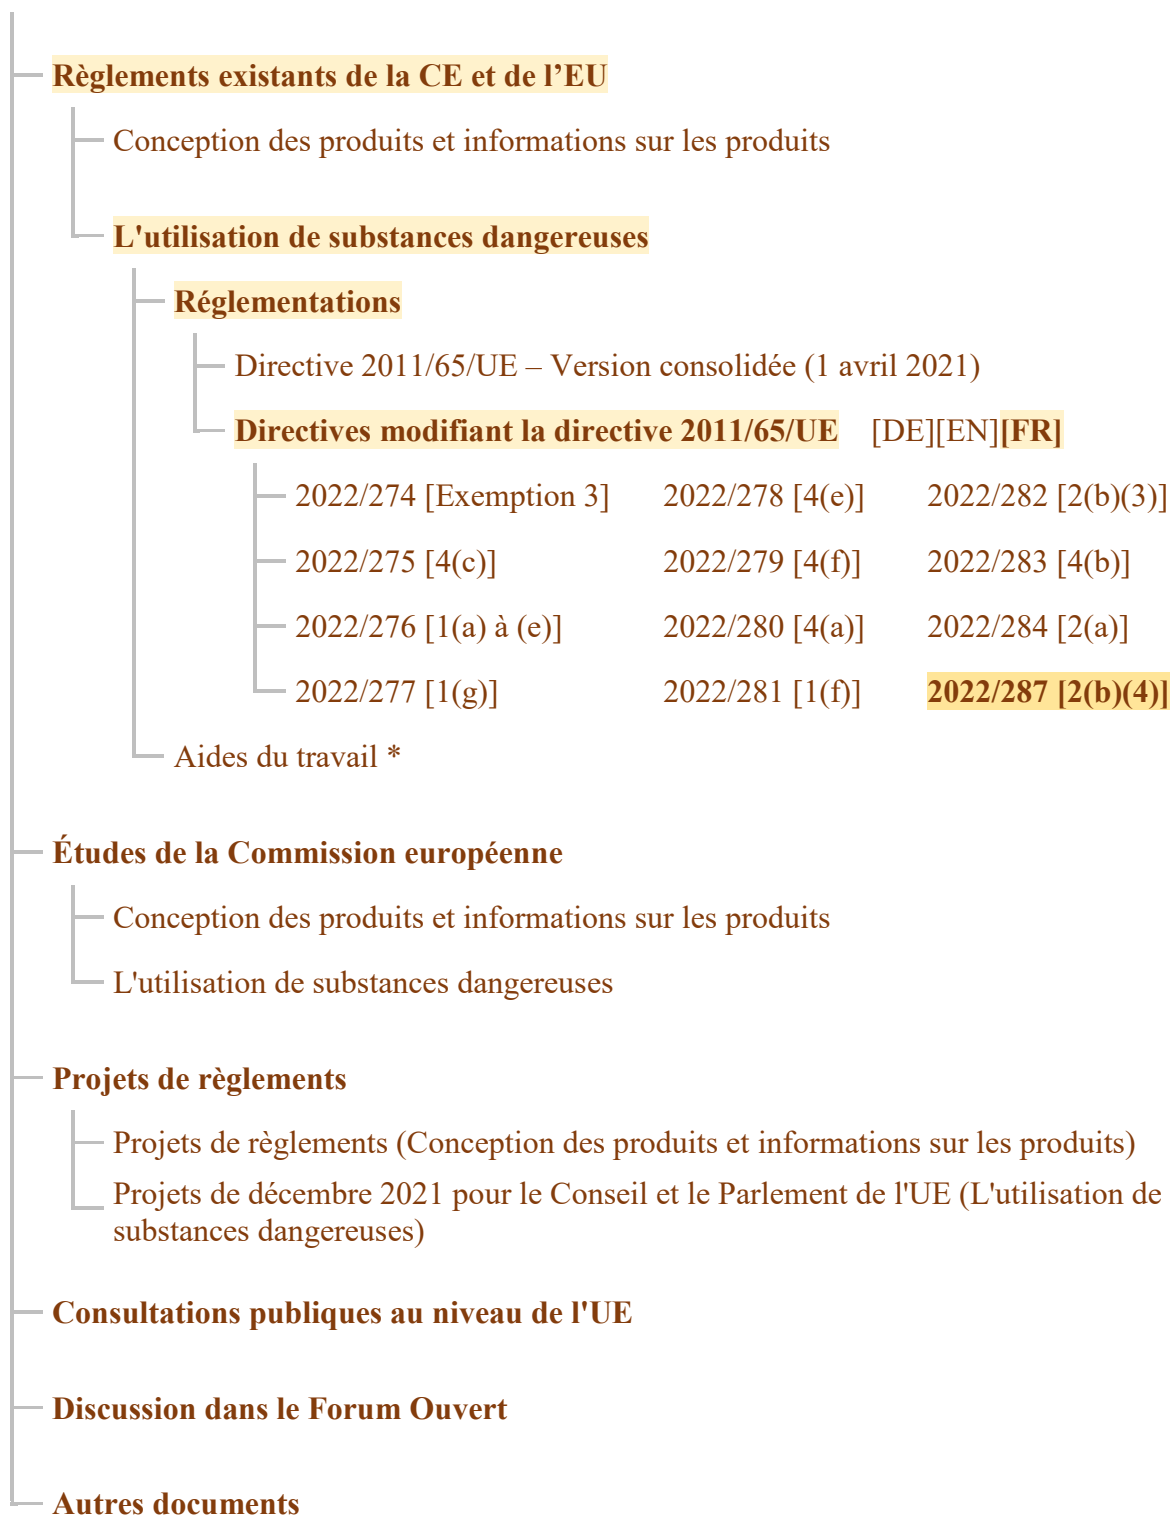 Règlements existants de la CE et de l’EU
Conception des produits et informations sur les produits
L'utilisation de substances dangereuses
Réglementations
Directive 2011/65/UE – Version consolidée (1 avril 2021)
Directives modifiant la directive 2011/65/UE [DE][EN][FR]
2022/274 [Exemption 3] 2022/278 [4(e)] 2022/282 [2(b)(3)]
2022/275 [4(c)] 2022/279 [4(f)] 2022/283 [4(b)]
2022/276 [1(a) à (e)] 2022/280 [4(a)] 2022/284 [2(a)]
2022/277 [1(g)] 2022/281 [1(f)] 2022/287 [2(b)(4)]
Aides du travail *
Études de la Commission européenne
Conception des produits et informations sur les produits
L'utilisation de substances dangereuses
Projets de règlements
Projets de règlements (Conception des produits et informations sur les produits)
Projets de décembre 2021 pour le Conseil et le Parlement de l'UE (L'utilisation de
substances dangereuses)
Consultations publiques au niveau de l'UE
Discussion dans le Forum Ouvert
Autres documents